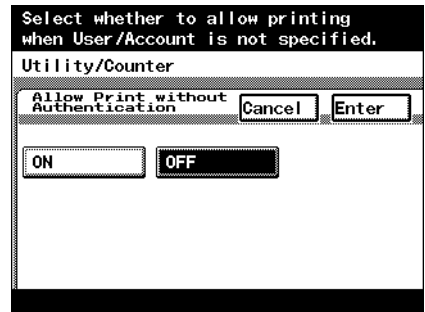 Select whether to allow printing
when User/Account is not specified.
Utility/Counter
Allow Print without
Authentication
Cancel
Enter
ON
OFF